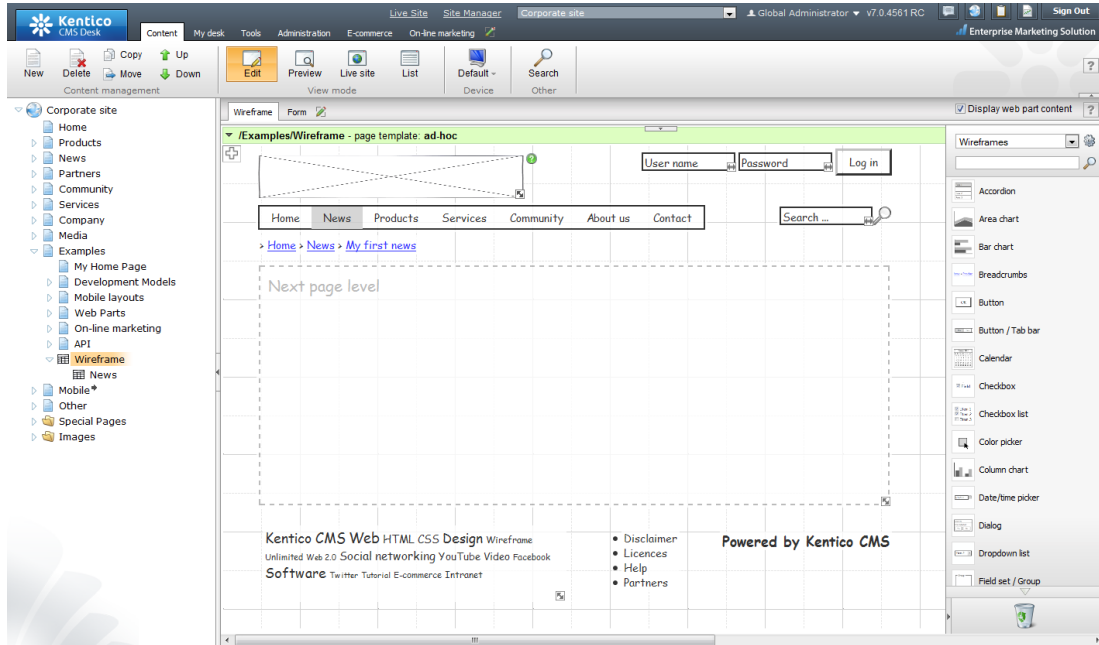 Kentico
CMS Desk
Live Site Site Manager Corporate site Global Administrator v7.0.4561 RC Sign Out
Content My desk Tools Administration E-commerce On-line marketing Enterprise Marketing Solution
New Delete Copy Move Up Down
Content management
Edit Preview Live site List
View mode
Default
Device
Search
Other
?
Corporate site
Home
Products
News
Partners
Community
Services
Company
Media
Examples
My Home Page
Development Models
Mobile layouts
Web Parts
On-line marketing
API
Wireframe
News
Mobile
Other
Special Pages
Images
Wireframe Form
Display web part content ?
/Examples/Wireframe - page template: ad-hoc
?
User name Password Log in
Home News Products Services Community About us Contact
Search ...
> Home > News > My first news
Next page level
Kentico CMS Web HTML CSS Design Wireframe
Unlimited Web 2.0 Social networking YouTube Video Facebook
Software Twitter Tutorial E-commerce Intranet
Disclaimer
Licences
Help
Partners
Powered by Kentico CMS
Wireframes
Accordion
Area chart
Bar chart
Breadcrumbs
Button
Button / Tab bar
Calendar
Checkbox
Checkbox list
Color picker
Column chart
Date/time picker
Dialog
Dropdown list
Field set / Group